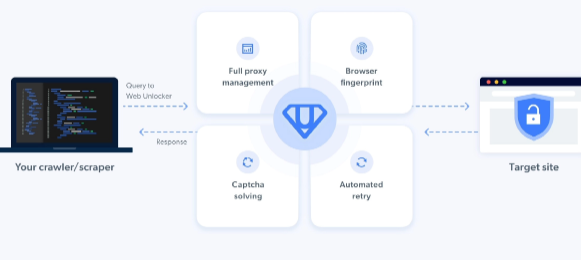 Full proxy
management
Browser
fingerprint
Query to
Web Unlocker
Response
Your crawler/scraper
Target site
Captcha
solving
Automated
retry